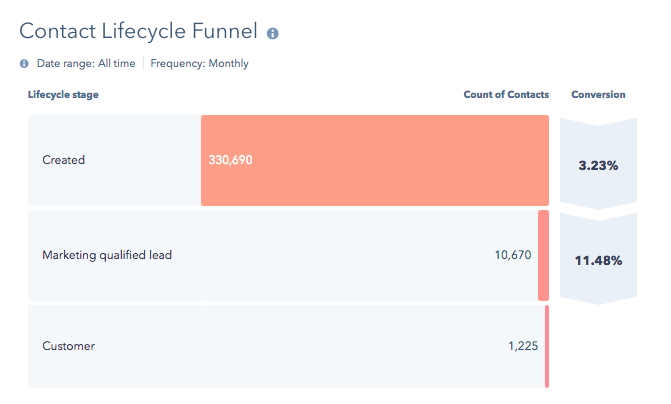 Contact Lifecycle Funnel
Date range: All time Frequency: Monthly
Lifecycle stage Count of Contacts Conversion
Created 330,690 3.23%
Marketing qualified lead 10,670 11.48%
Customer 1,225